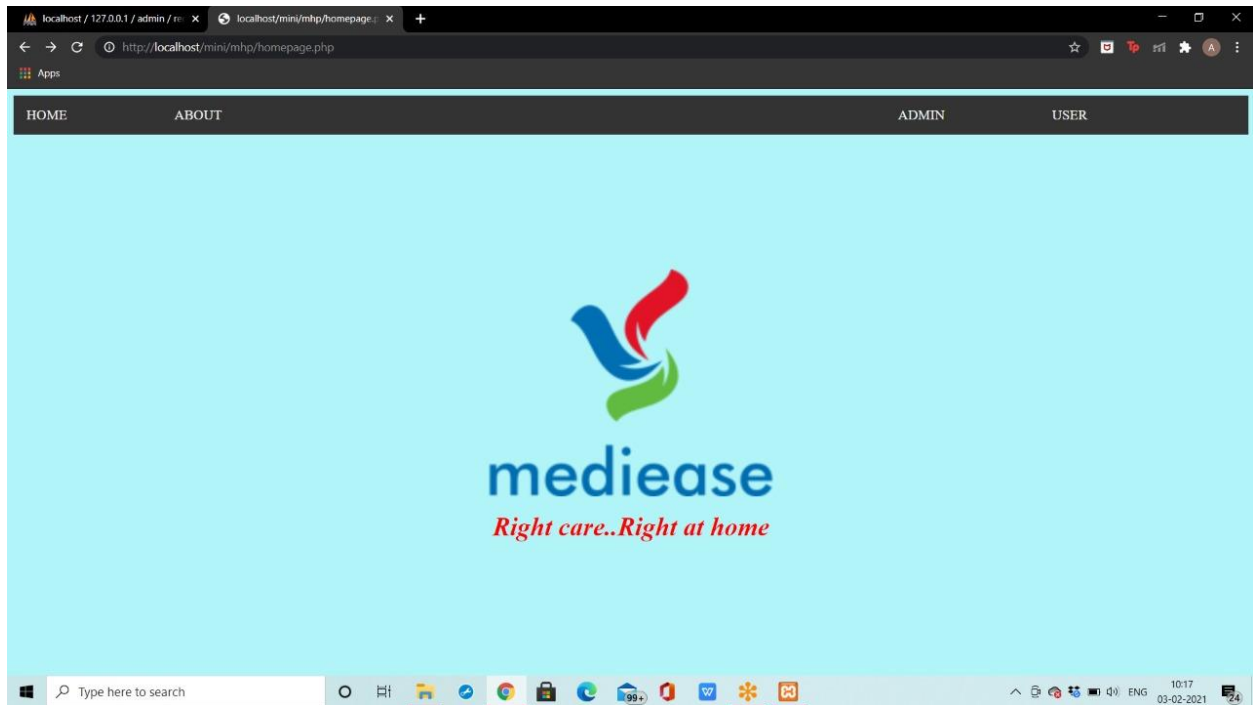 localhost / 127.0.0.1 / admin / re
localhost/mini/mhp/homepage.p
http://localhost/mini/mhp/homepage.php
Tp
A
Apps
HOME ABOUT ADMIN USER
mediease
Right care..Right at home
Type here to search
99+
W
ENG
10:17
03-02-2021
24